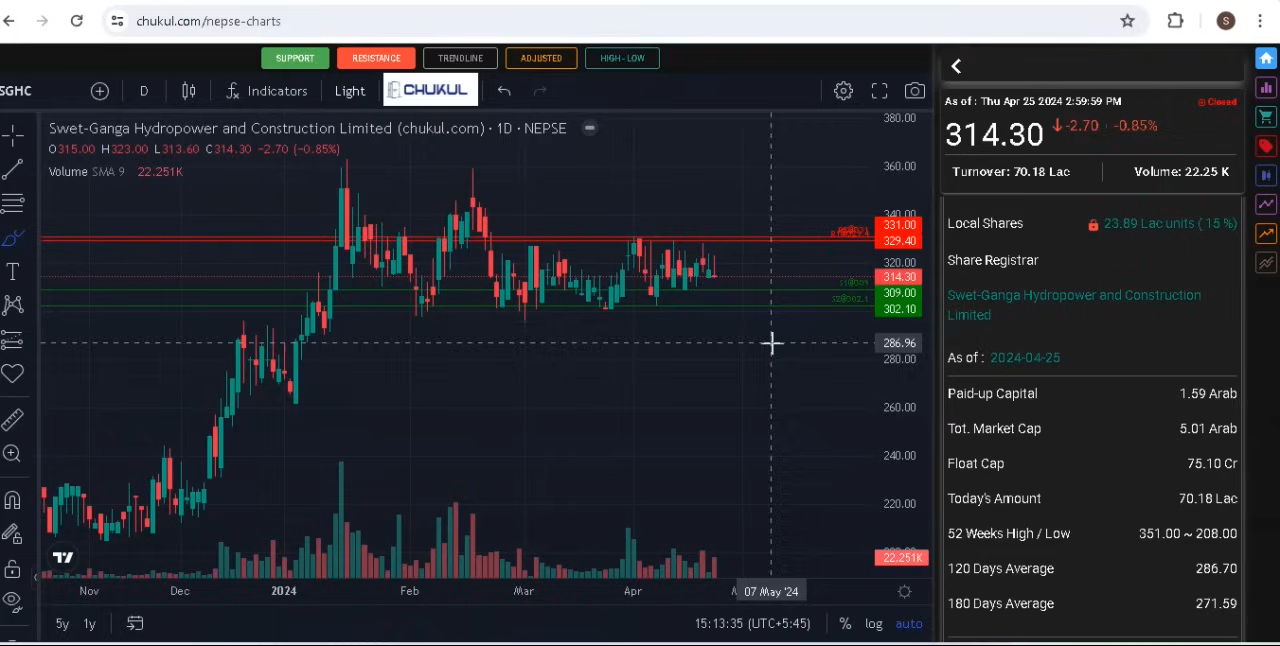 chukul.com/nepse-charts
S
SUPPORT RESISTANCE TRENDLINE ADJUSTED HIGH-LOW
SGHC D Indicators Light CHUKUL
Swet-Ganga Hydropower and Construction Limited (chukul.com) · 1D · NEPSE
O315.00 H323.00 L313.60 C314.30 -2.70 (-0.85%)
Volume SMA 9 22.251K
380.00
360.00
340.00
331.00
329.40
320.00
314.30
309.00
302.10
286.96
280.00
260.00
240.00
220.00
22.251K
Nov Dec 2024 Feb Mar Apr 07 May '24
5y 1y 15:13:35 (UTC+5:45) % log auto
As of : Thu Apr 25 2024 2:59:59 PM Closed
314.30 -2.70 -0.85%
Turnover: 70.18 Lac Volume: 22.25 K
Local Shares 23.89 Lac units ( 15 %)
Share Registrar
Swet-Ganga Hydropower and Construction
Limited
As of : 2024-04-25
Paid-up Capital 1.59 Arab
Tot. Market Cap 5.01 Arab
Float Cap 75.10 Cr
Today's Amount 70.18 Lac
52 Weeks High / Low 351.00 ~ 208.00
120 Days Average 286.70
180 Days Average 271.59